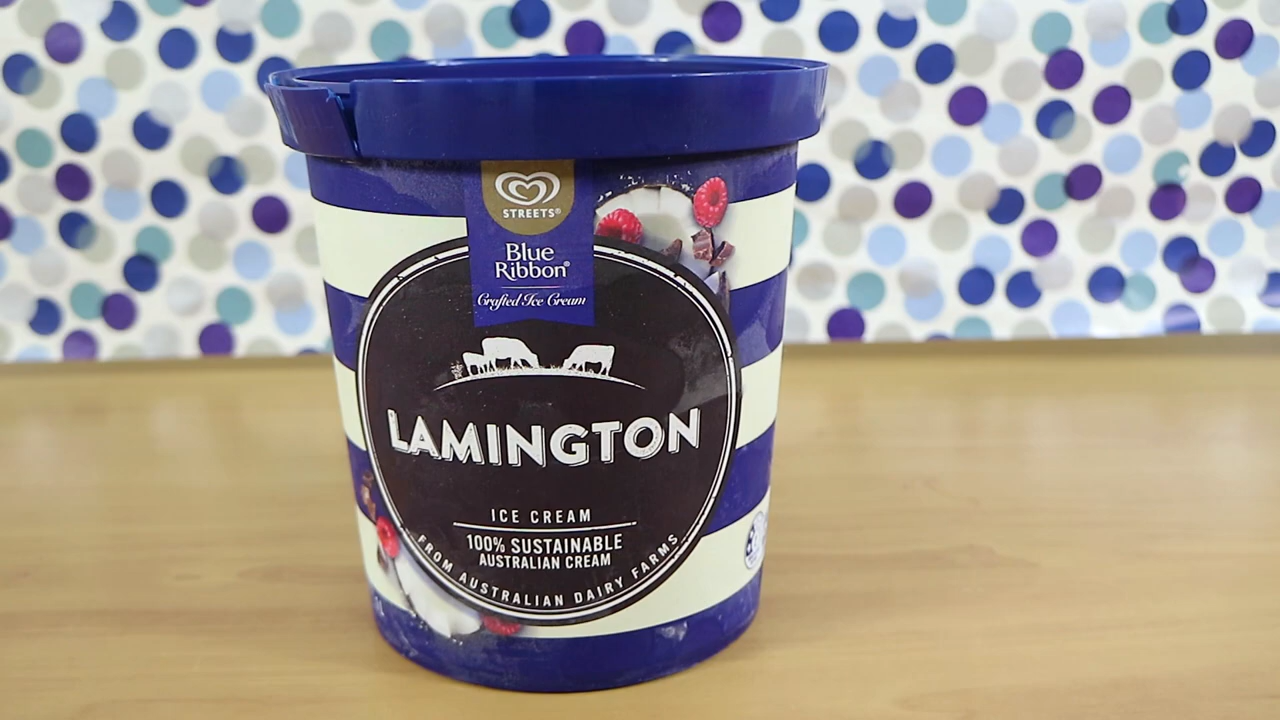 STREETS®
Blue
Ribbon®
Crafted Ice Cream
LAMINGTON
ICE CREAM
100% SUSTAINABLE
AUSTRALIAN CREAM
FROM AUSTRALIAN DAIRY FARMS